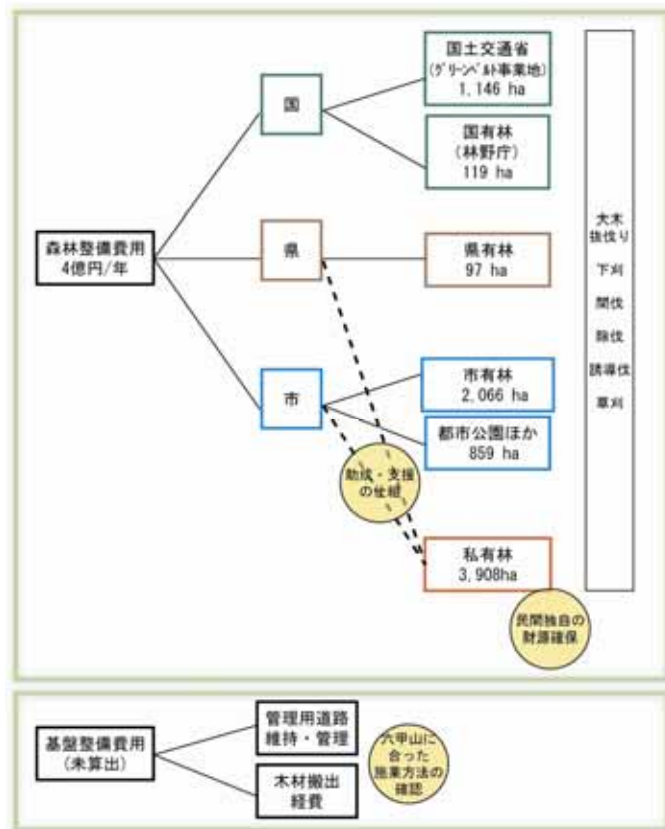 国
国土交通省
(グリーンベルト事業地)
1,146 ha
国有林
(林野庁)
119 ha
森林整備費用
4億円/年
県
県有林
97 ha
市
市有林
2,066 ha
都市公園ほか
859 ha
助成・支援
の仕組
私有林
3,908ha
民間独自の
財源確保
大木
抜伐り
下刈
間伐
除伐
誘導伐
草刈
基盤整備費用
(未算出)
管理用道路
維持・管理
木材搬出
経費
六甲山に
合った
施業方法の
確認